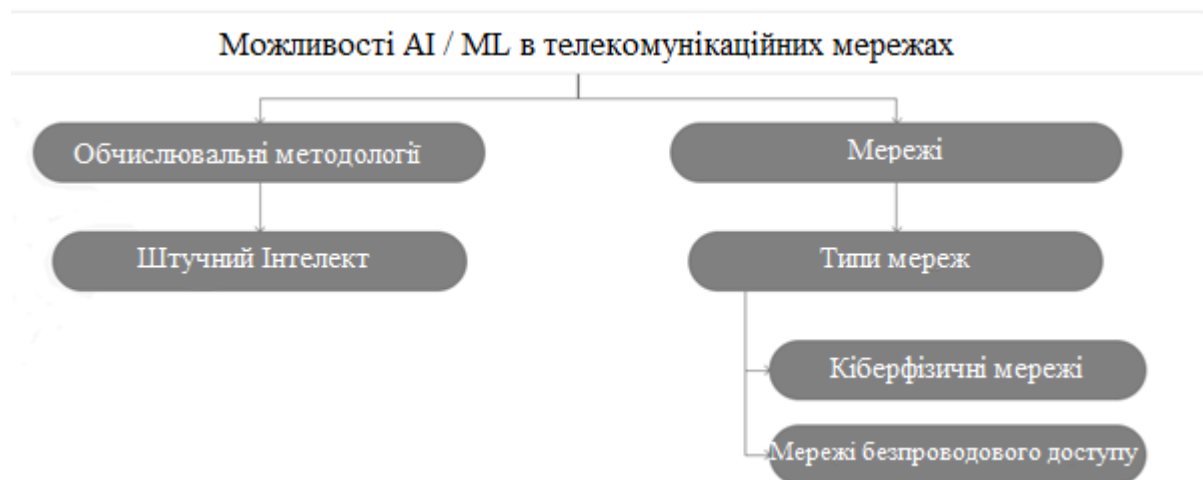 Можливості AI / ML в телекомунікаційних мережах
Обчислювальні методології
Мережі
Штучний Інтелект
Типи мереж
Кіберфізичні мережі
Мережі безпроводового доступу